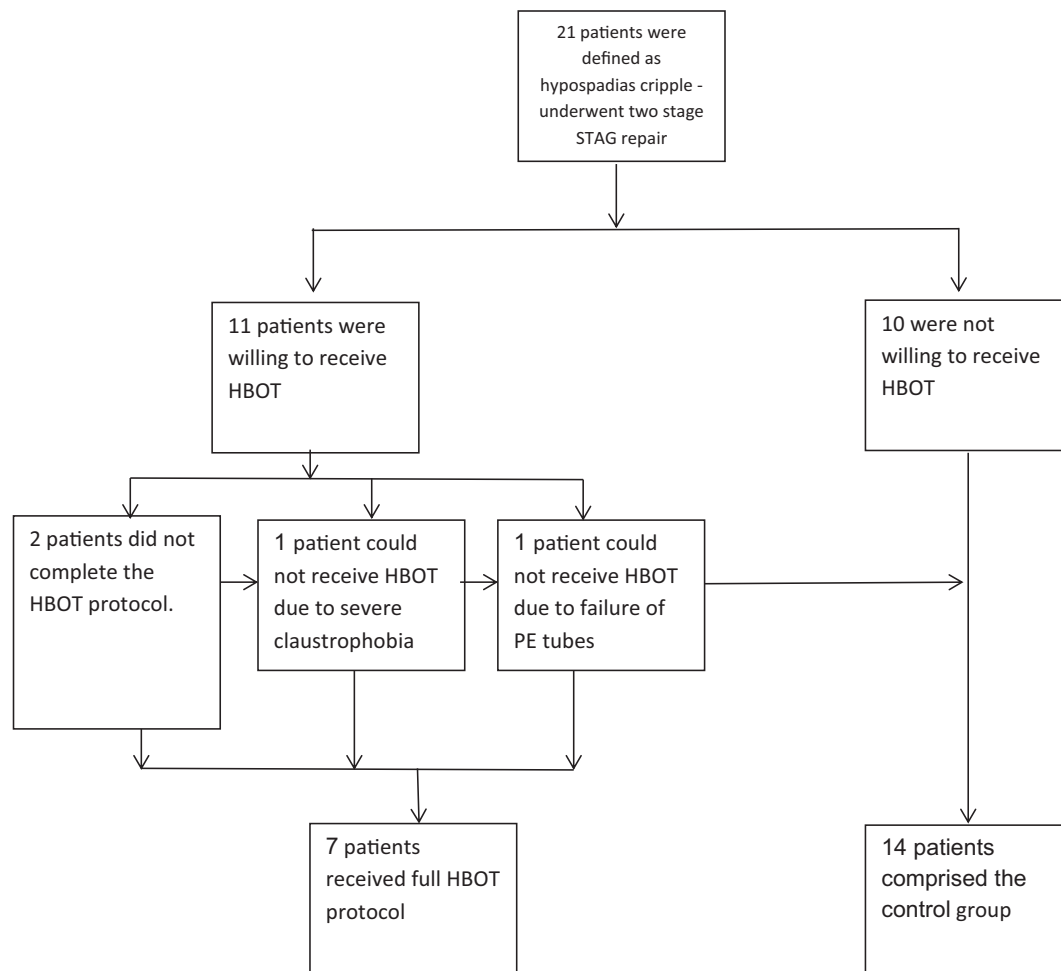 21 patients were
defined as
hypospadias cripple -
underwent two stage
STAG repair
11 patients were
willing to receive
HBOT
10 were not
willing to receive
HBOT
2 patients did not
complete the
HBOT protocol.
1 patient could
not receive HBOT
due to severe
claustrophobia
1 patient could
not receive HBOT
due to failure of
PE tubes
7 patients
received full HBOT
protocol
14 patients
comprised the
control group